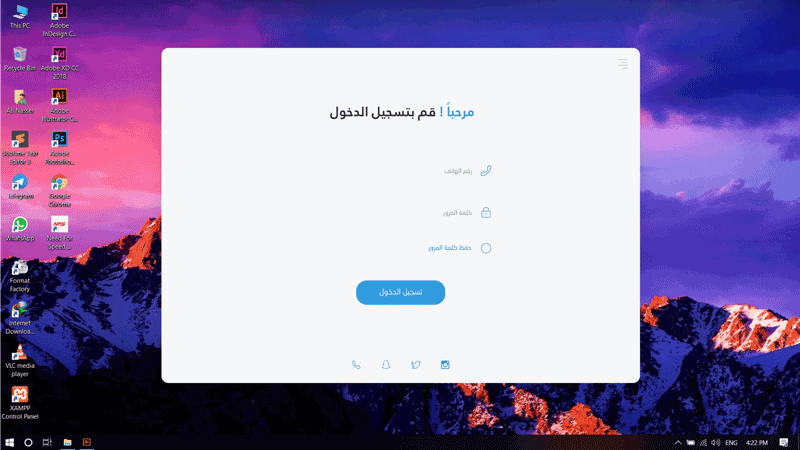 This PC
Adobe
InDesign C...
Recycle Bin
Adobe XD CC
2018
Ali Nasser
Adobe
Illustrator C...
Sublime Text
Editor 3
Adobe
Photosho...
Telegram
Google
Chrome
WhatsApp
Need For
Speed ...
Format
Factory
Internet
Downloa...
VLC media
player
XAMPP
Control Panel
مرحباً ! قم بتسجيل الدخول
رقم الهاتف
كلمة المرور
حفظ كلمة المرور
تسجيل الدخول
ENG
4:22 PM